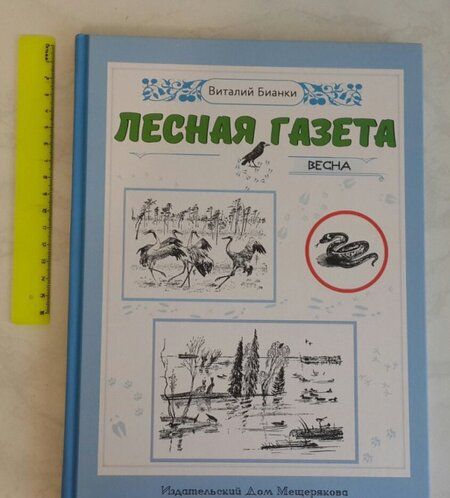 Виталий Бианки
ЛЕСНАЯ ГАЗЕТА
ВЕСНА
Издательский Дом Мещерякова